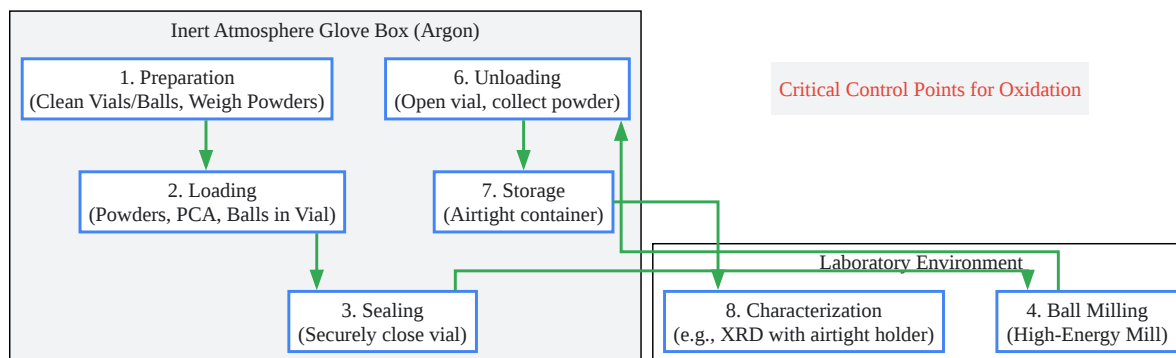 Inert Atmosphere Glove Box (Argon)
1. Preparation
(Clean Vials/Balls, Weigh Powders)
6. Unloading
(Open vial, collect powder)
Critical Control Points for Oxidation
2. Loading
(Powders, PCA, Balls in Vial)
7. Storage
(Airtight container)
Laboratory Environment
3. Sealing
(Securely close vial)
8. Characterization
(e.g., XRD with airtight holder)
4. Ball Milling
(High-Energy Mill)